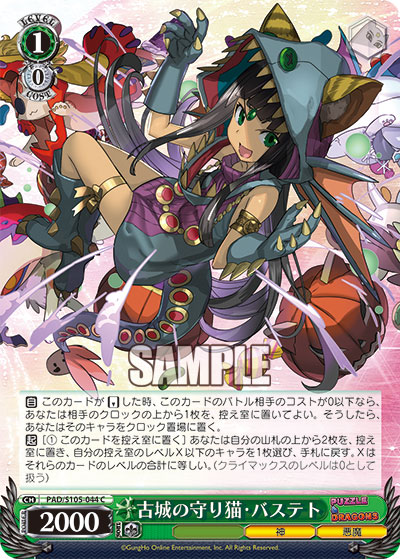 LEVEL
1
0
COST
SAMPLE
自 このカードが【】した時、このカードのバトル相手のコストが0以下なら、
あなたは相手のクロックの上から1枚を、控え室に置いてよい。そうしたら、
あなたはそのキャラをクロック置場に置く。
起 [① このカードを控え室に置く] あなたは自分の山札の上から2枚を、控え
室に置き、自分の控え室のレベルX以下のキャラを1枚選び、手札に戻す。Xは
それらのカードのレベルの合計に等しい。(クライマックスのレベルは0として
扱う)
CH PAD/S105-044 C
古城の守り猫・バステト
PUZZLE & DRAGONS
POWER
2000
神
悪魔
©GungHo Online Entertainment, Inc. All Rights Reserved.